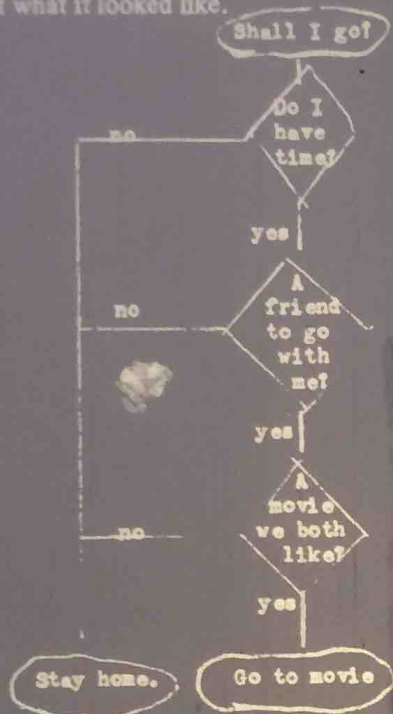 what it looked like.
Shall I go?
Do I
have
time?
no
yes
A
friend
to go
with
me?
no
yes
A
movie
we both
like?
no
yes
Stay home.
Go to movie